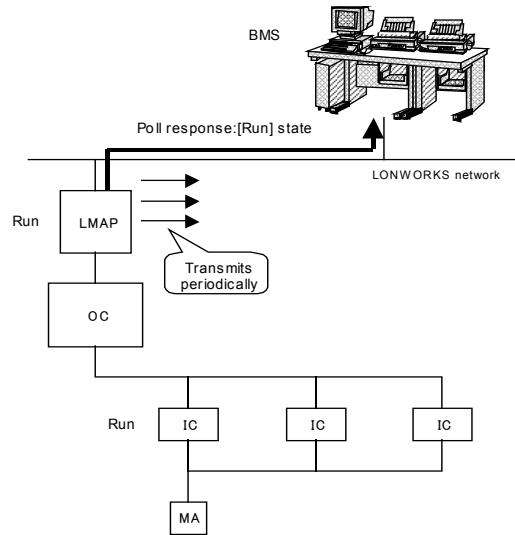 BMS
Poll response:[Run] state
LONWORKS network
Run
LMAP
Transmits
periodically
OC
Run
IC
IC
IC
MA